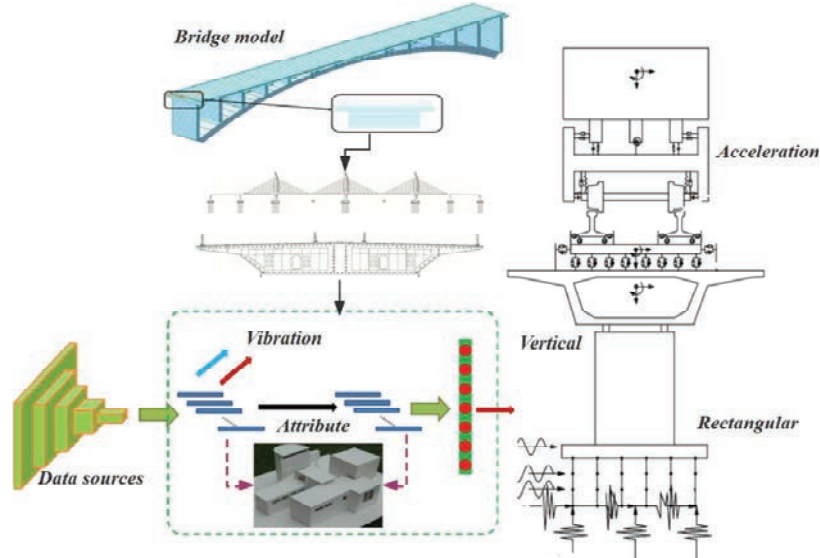 Bridge model
Acceleration
Vibration
Vertical
Attribute
Rectangular
Data sources